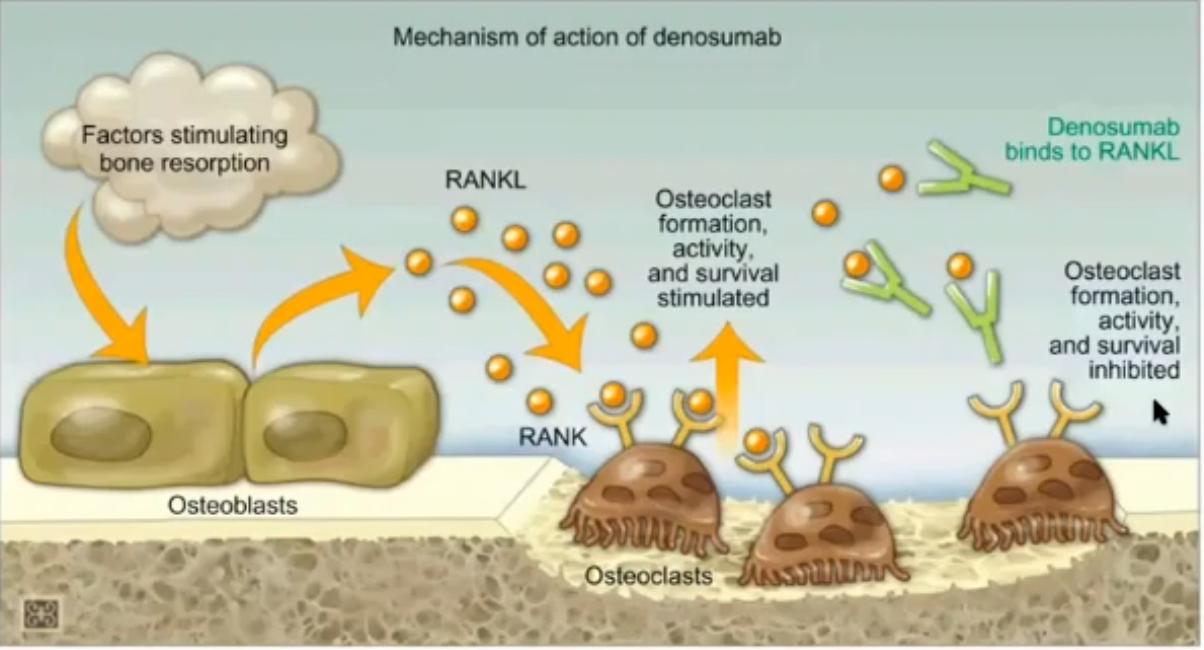 Mechanism of action of denosumab
Factors stimulating
bone resorption
RANKL
Osteoclast
formation,
activity,
and survival
stimulated
Denosumab
binds to RANKL
Osteoclast
formation,
activity,
and survival
inhibited
RANK
Osteoblasts
Osteoclasts